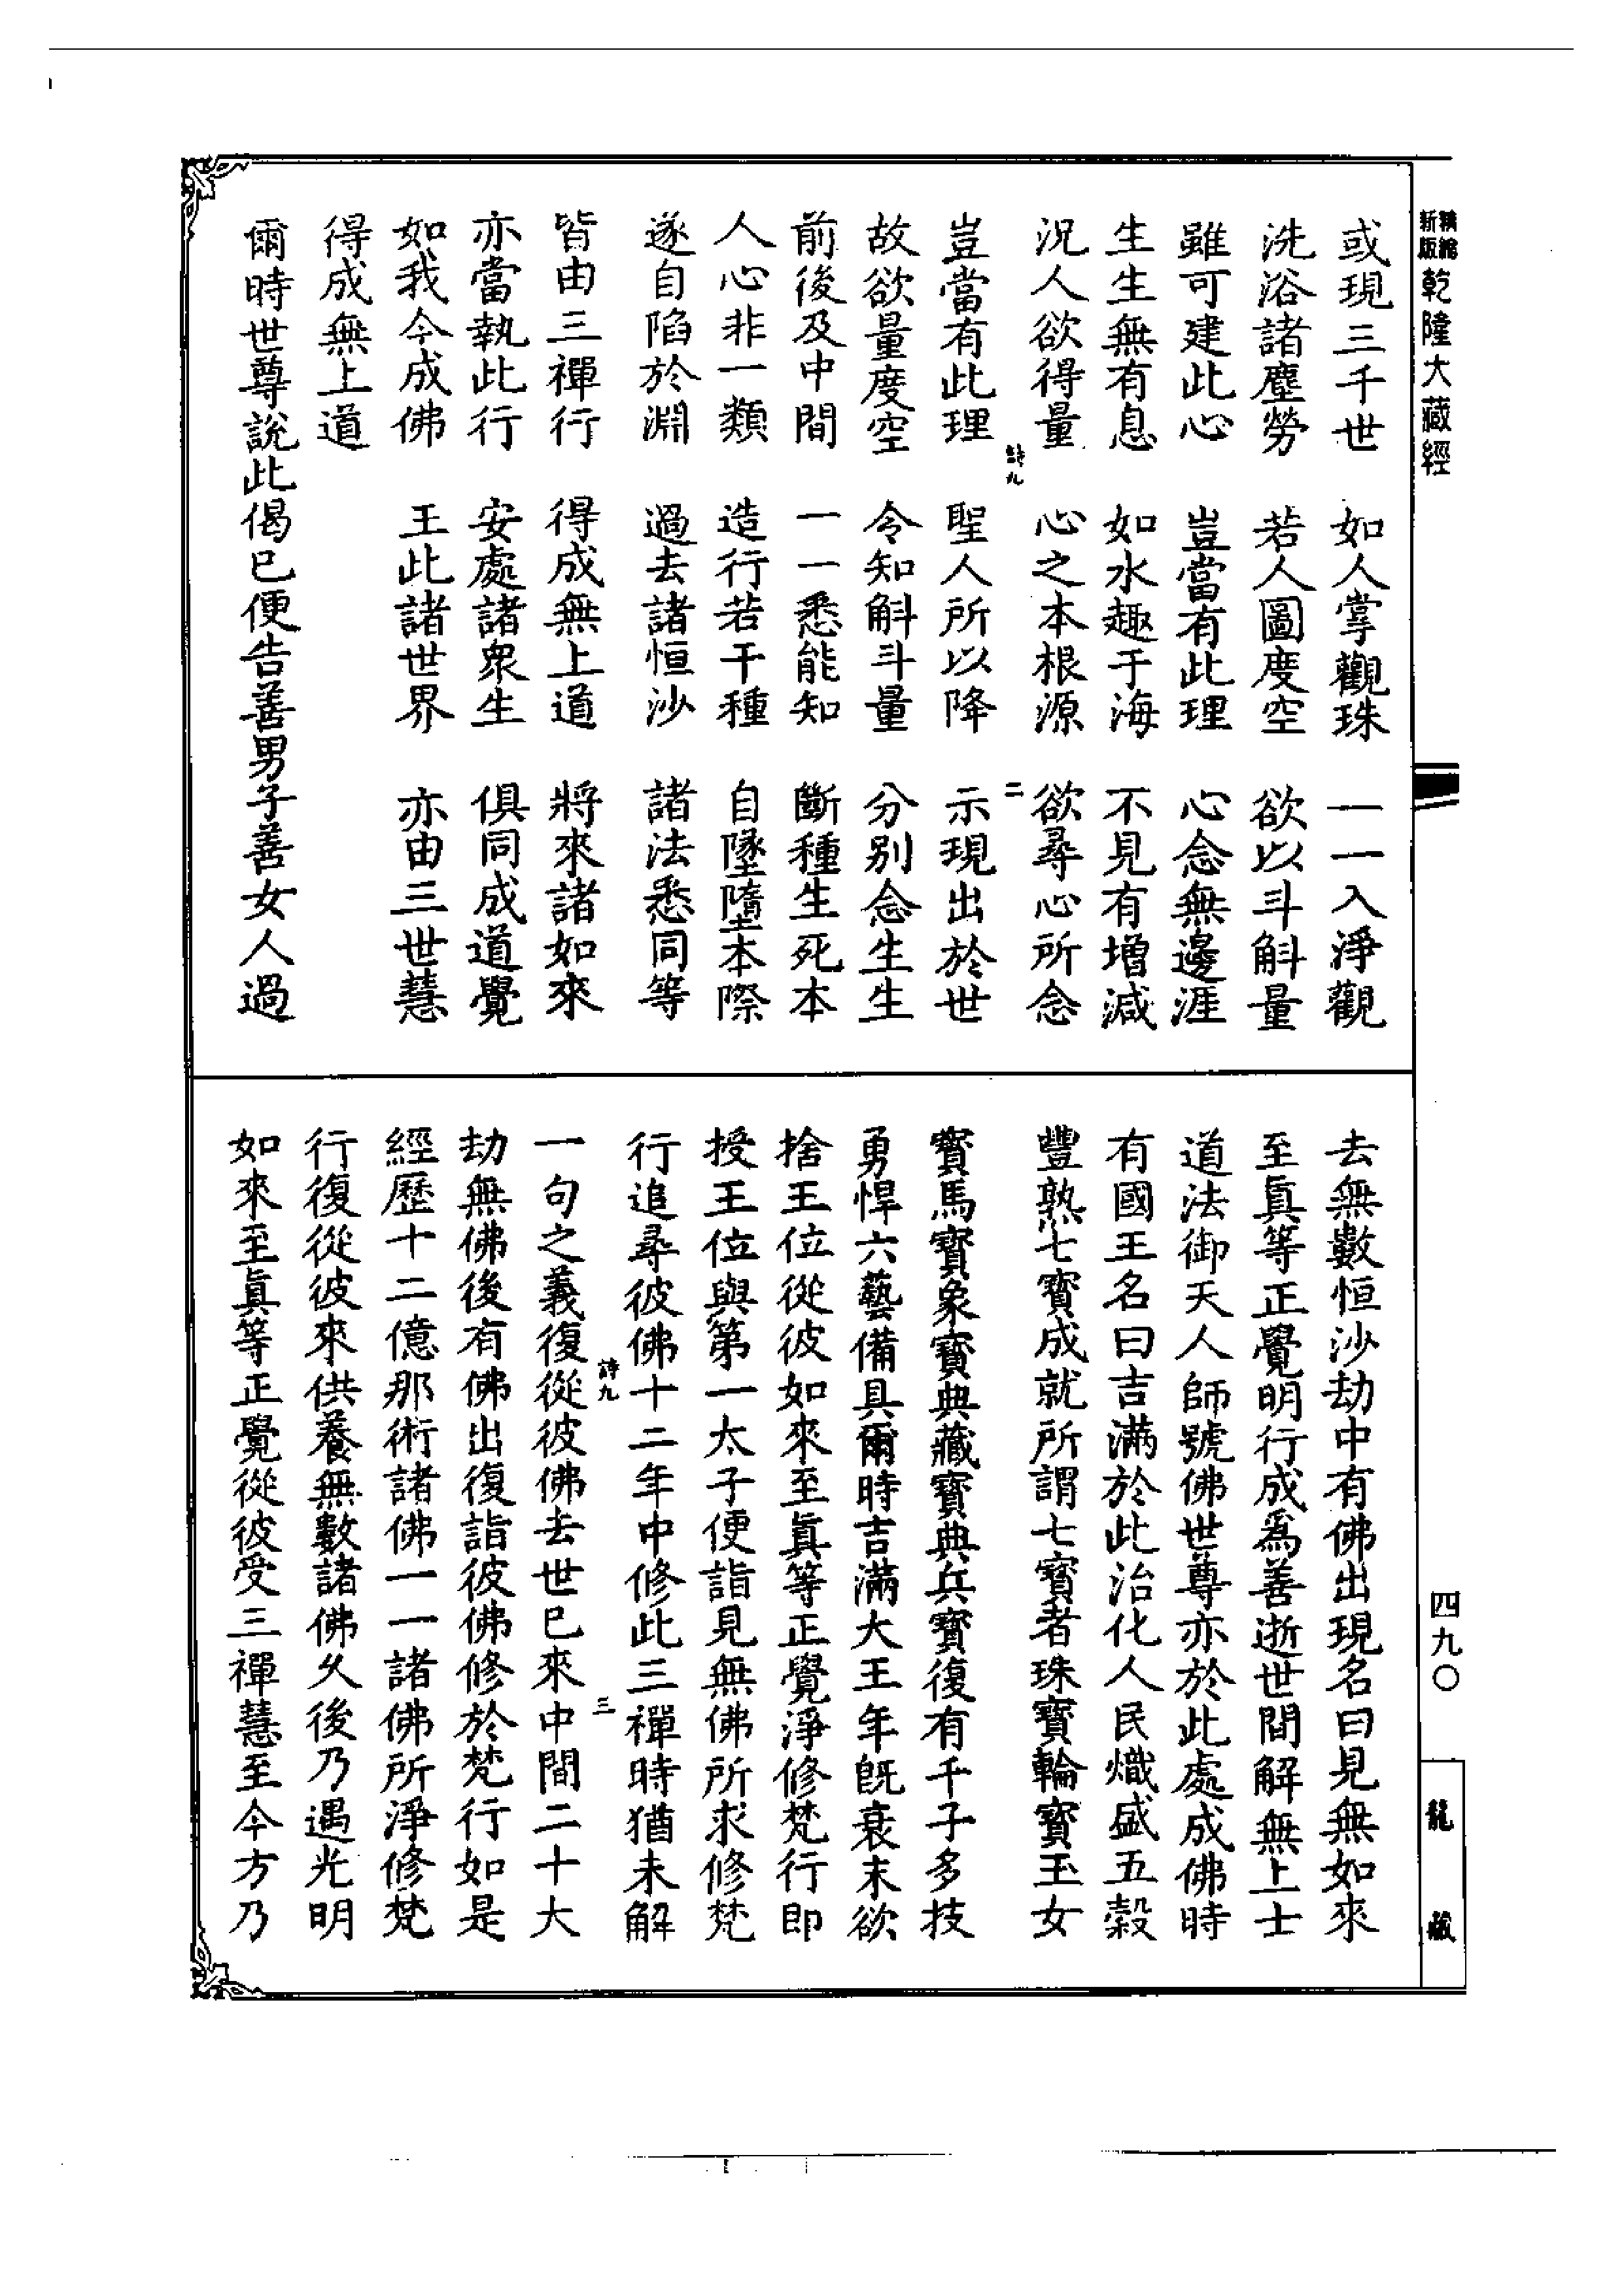 精縮新版
乾隆大藏經
或現三千世　如人掌觀珠　一一入淨觀
洗浴諸塵勞　若人圖度空　欲以斗斛量
雖可建此心　豈當有此理　心念無邊涯
生生無有息　如水趣于海　不見有增減
況人欲得量　心之本根源　欲尋心所念
詩九　二
豈當有此理　聖人所以降　示現出於世
故欲量度空　令知斛斗量　分別念生生
前後及中間　一一悉能知　斷種生死本
人心非一類　造行若干種　自墜墮本際
遂自陷於淵　過去諸恒沙　諸法悉同等
皆由三禪行　得成無上道　將來諸如來
亦當執此行　安處諸衆生　俱同成道覺
如我今成佛　王此諸世界　亦由三世慧
得成無上道
爾時世尊說此偈已便告善男子善女人過
去無數恒沙劫中有佛出現名曰見無如來
至眞等正覺明行成爲善逝世間解無上士
道法御天人師號佛世尊亦於此處成佛時
有國王名曰吉滿於此治化人民熾盛五穀
豐熟七寶成就所謂七寶者珠寶輪寶玉女
寶馬寶象寶典藏寶典兵寶復有千子多技
勇悍六藝備具爾時吉滿大王年旣衰末欲
捨王位從彼如來至眞等正覺淨修梵行即
授王位與第一太子便詣見無佛所求修梵
行追尋彼佛十二年中修此三禪時猶未解
詩九　三
一句之義復從彼佛去世已來中間二十大
劫無佛後有佛出復詣彼佛修於梵行如是
經歷十二億那術諸佛一一諸佛所淨修梵
行復從彼來供養無數諸佛久後乃遇光明
如來至眞等正覺從彼受三禪慧至今方乃
四九〇
龍藏